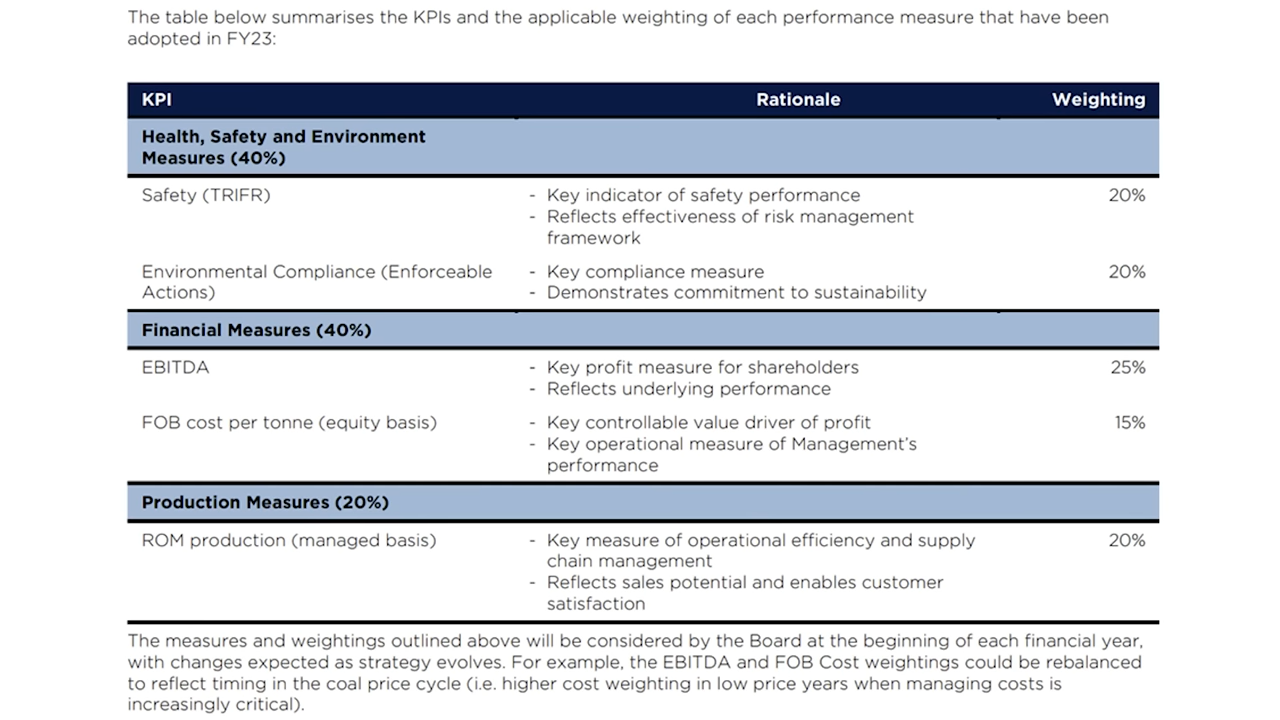 The table below summarises the KPIs and the applicable weighting of each performance measure that have been
adopted in FY23:
KPI Rationale Weighting
Health, Safety and Environment
Measures (40%)
Safety (TRIFR) - Key indicator of safety performance 20%
- Reflects effectiveness of risk management
framework
Environmental Compliance (Enforceable - Key compliance measure 20%
Actions) - Demonstrates commitment to sustainability
Financial Measures (40%)
EBITDA - Key profit measure for shareholders 25%
- Reflects underlying performance
FOB cost per tonne (equity basis) - Key controllable value driver of profit 15%
- Key operational measure of Management’s
performance
Production Measures (20%)
ROM production (managed basis) - Key measure of operational efficiency and supply 20%
chain management
- Reflects sales potential and enables customer
satisfaction
The measures and weightings outlined above will be considered by the Board at the beginning of each financial year,
with changes expected as strategy evolves. For example, the EBITDA and FOB Cost weightings could be rebalanced
to reflect timing in the coal price cycle (i.e. higher cost weighting in low price years when managing costs is
increasingly critical).